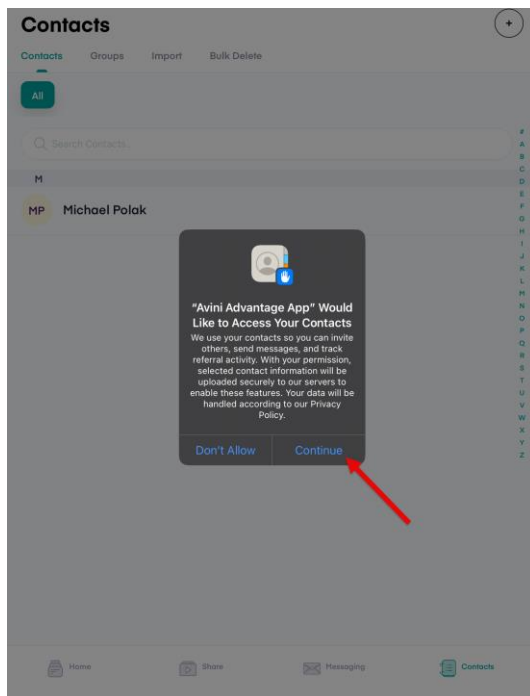 Contacts
+
Contacts Groups Import Bulk Delete
All
Search Contacts..
M
MP Michael Polak
#
A
B
C
D
E
F
G
H
I
J
K
L
M
N
O
P
Q
R
S
T
U
V
W
X
Y
Z
“Avini Advantage App” Would
Like to Access Your Contacts
We use your contacts so you can invite
others, send messages, and track
referral activity. With your permission,
selected contact information will be
uploaded securely to our servers to
enable these features. Your data will be
handled according to our Privacy
Policy.
Don't Allow Continue
Home Share Messaging Contacts